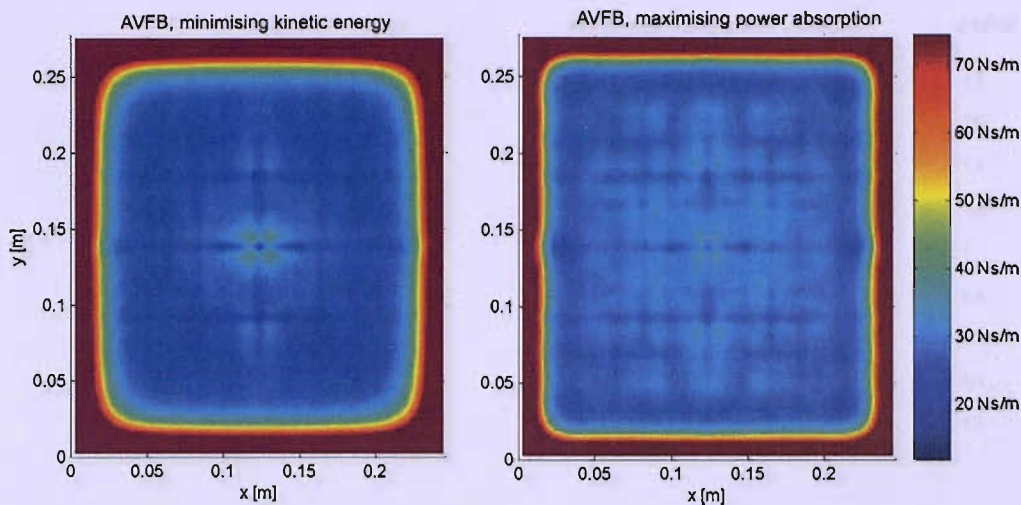 AVFB, minimising kinetic energy
AVFB, maximising power absorption
y [m]
0.25
0.2
0.15
0.1
0.05
0
0
0.05
0.1
0.15
0.2
x [m]
0.25
0.2
0.15
0.1
0.05
0
0
0.05
0.1
0.15
0.2
x [m]
70 Ns/m
60 Ns/m
50 Ns/m
40 Ns/m
30 Ns/m
20 Ns/m